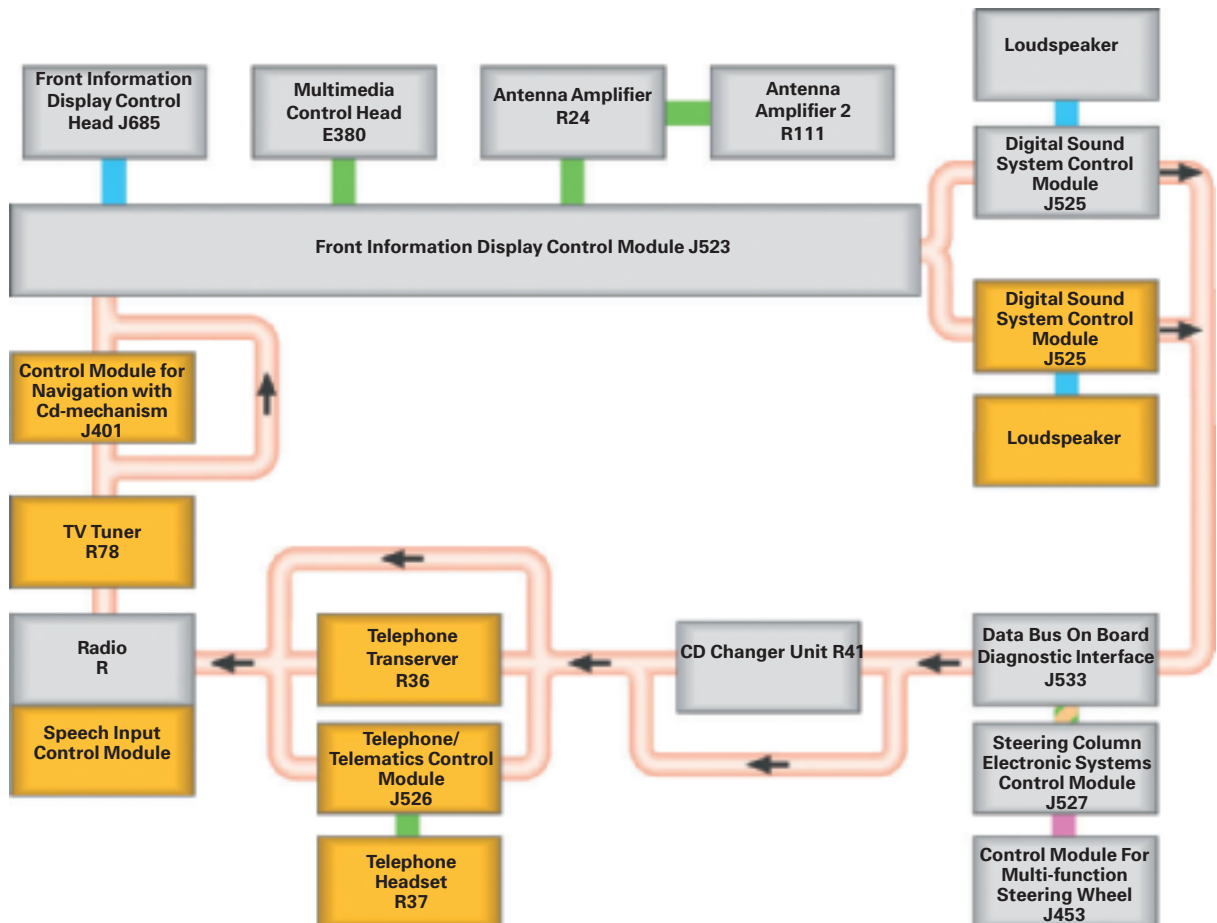 Loudspeaker
Front Information
Display Control
Head J685
Multimedia
Control Head
E380
Antenna Amplifier
R24
Antenna
Amplifier 2
R111
Digital Sound
System Control
Module
J525
Front Information Display Control Module J523
Digital Sound
System Control
Module
J525
Control Module for
Navigation with
Cd-mechanism
J401
Loudspeaker
TV Tuner
R78
Radio
R
Telephone
Transerver
R36
CD Changer Unit R41
Data Bus On Board
Diagnostic Interface
J533
Speech Input
Control Module
Telephone/
Telematics Control
Module
J526
Steering Column
Electronic Systems
Control Module
J527
Telephone
Headset
R37
Control Module For
Multi-function
Steering Wheel
J453